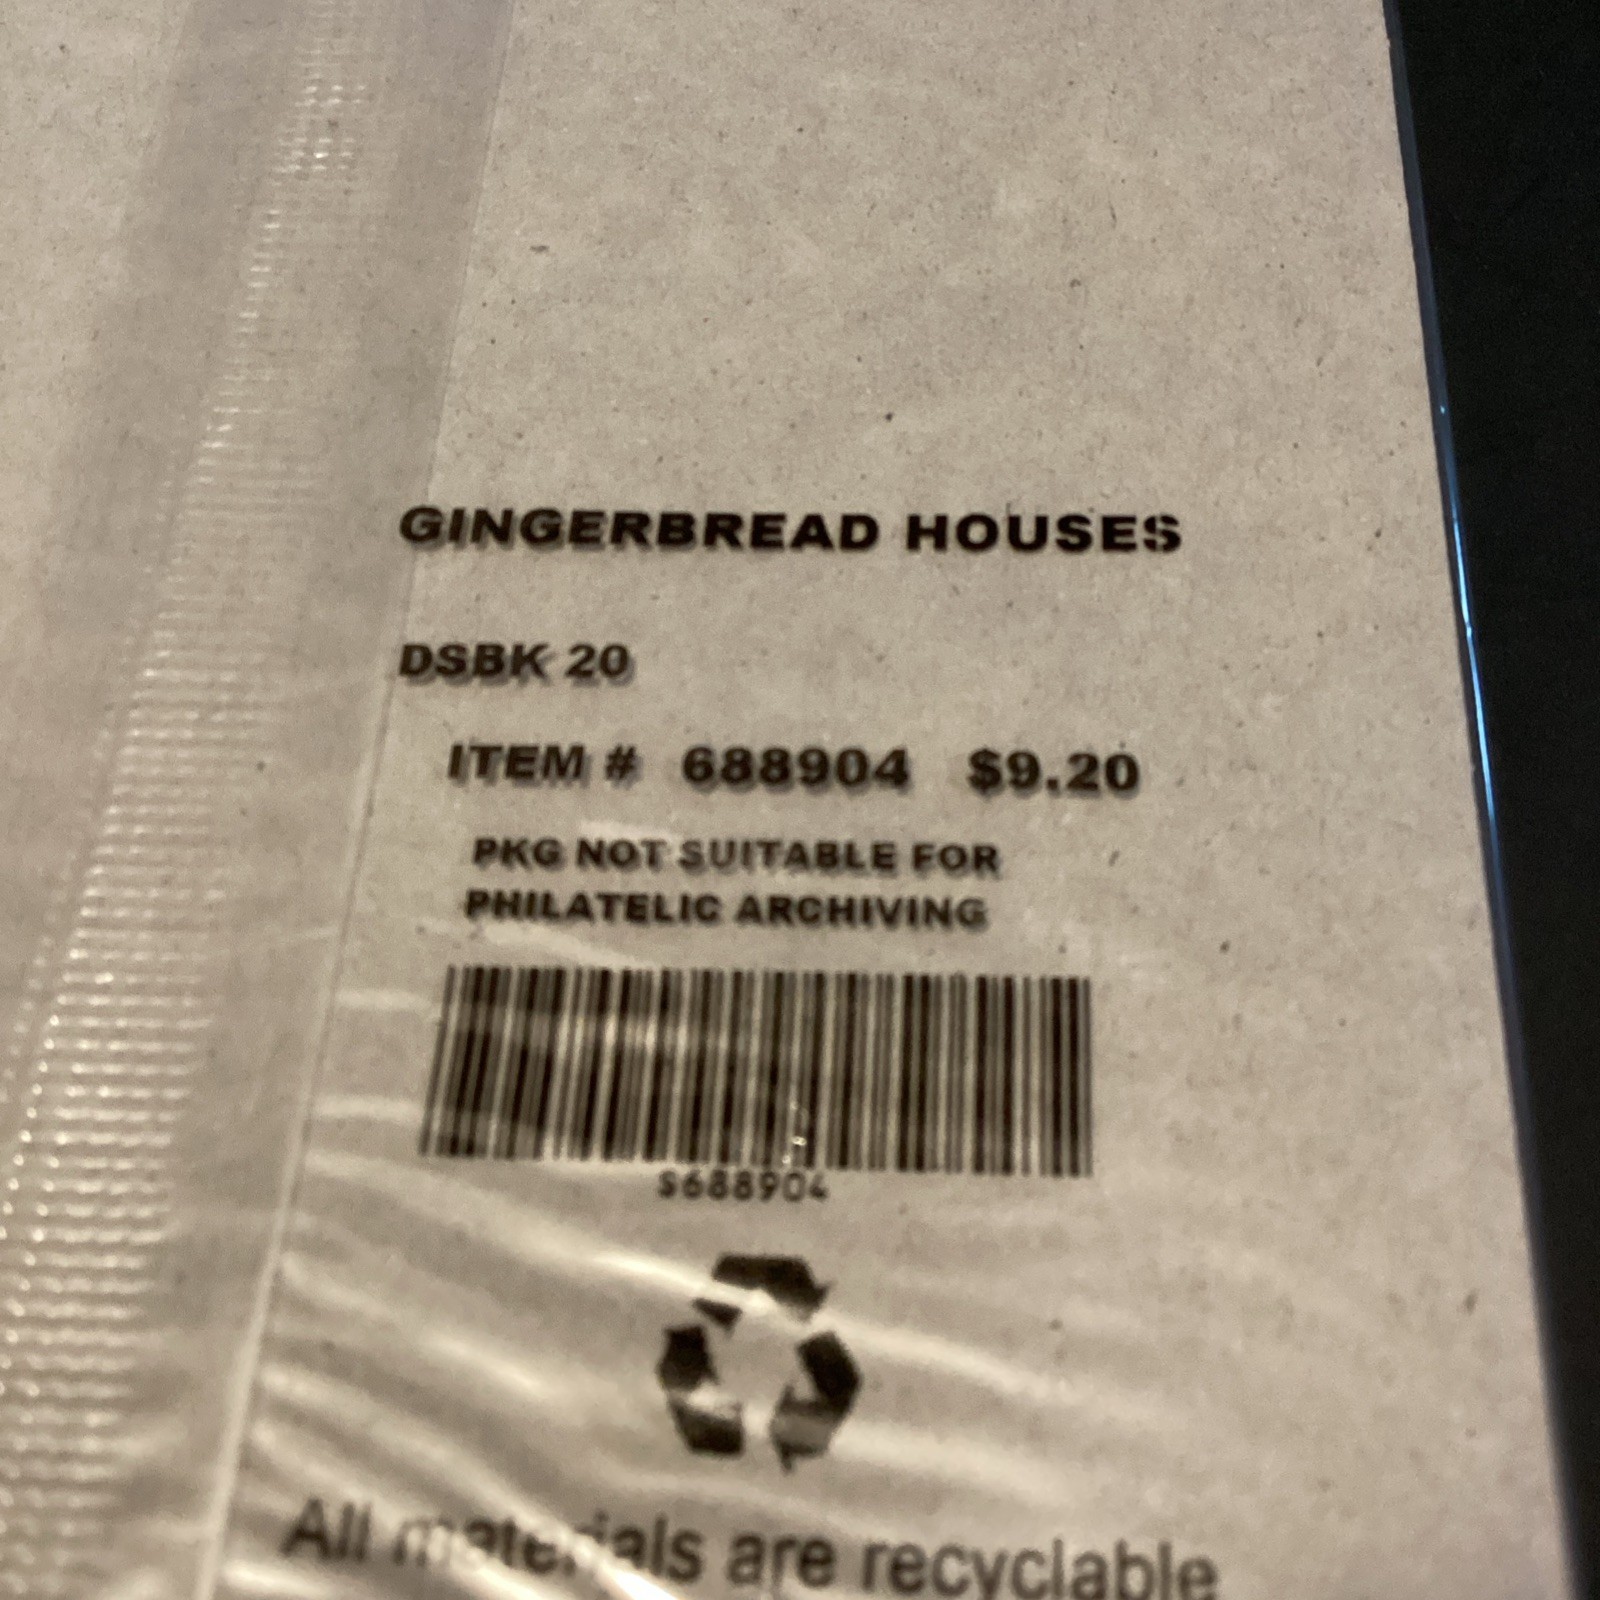 GINGERBREAD HOUSES
DSBK 20
ITEM # 688904 $9.20
PKG NOT SUITABLE FOR
PHILATELIC ARCHIVING
S688904
All materials are recyclable